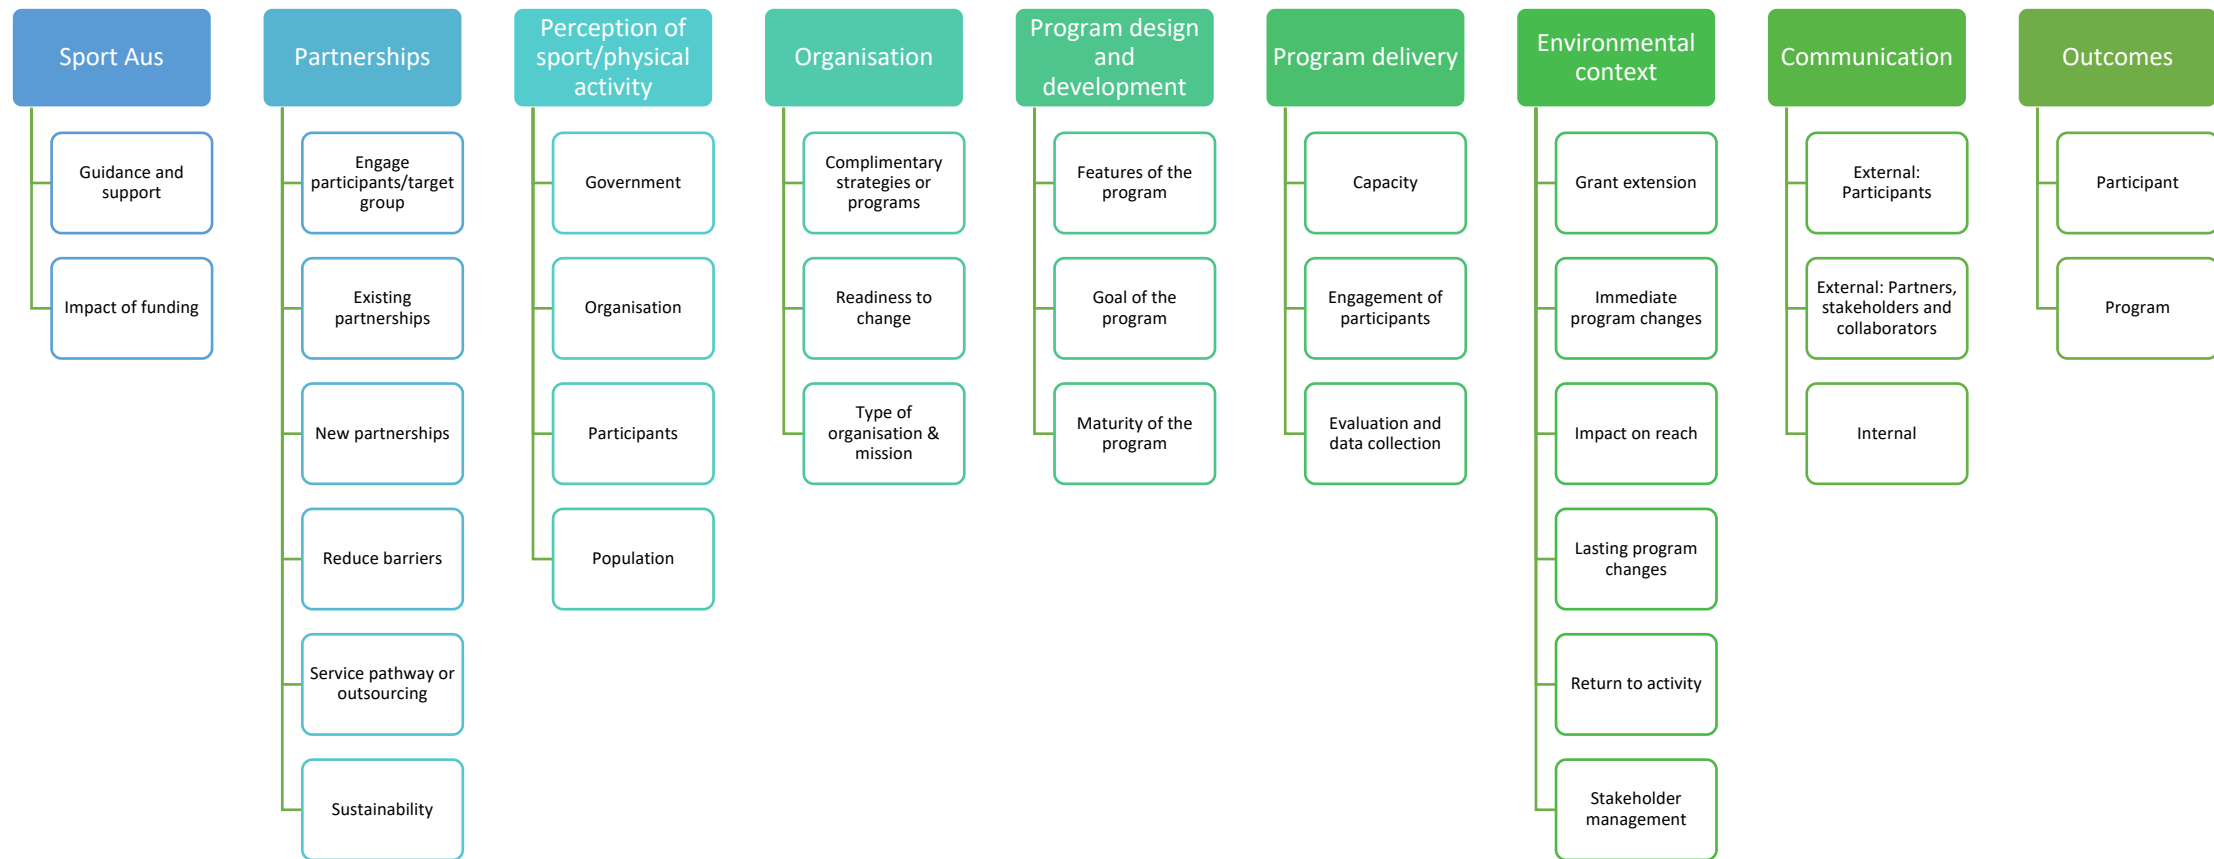 Sport Aus
Guidance and
support
Impact of funding
Partnerships
Engage
participants/target
group
Existing
partnerships
New partnerships
Reduce barriers
Service pathway or
outsourcing
Sustainability
Perception of
sport/physical
activity
Government
Organisation
Participants
Population
Organisation
Complimentary
strategies or
programs
Readiness to
change
Type of
organisation &
mission
Program design
and
development
Features of the
program
Goal of the
program
Maturity of the
program
Program delivery
Capacity
Engagement of
participants
Evaluation and
data collection
Environmental
context
Grant extension
Immediate
program changes
Impact on reach
Lasting program
changes
Return to activity
Stakeholder
management
Communication
External:
Participants
External: Partners,
stakeholders and
collaborators
Internal
Outcomes
Participant
Program